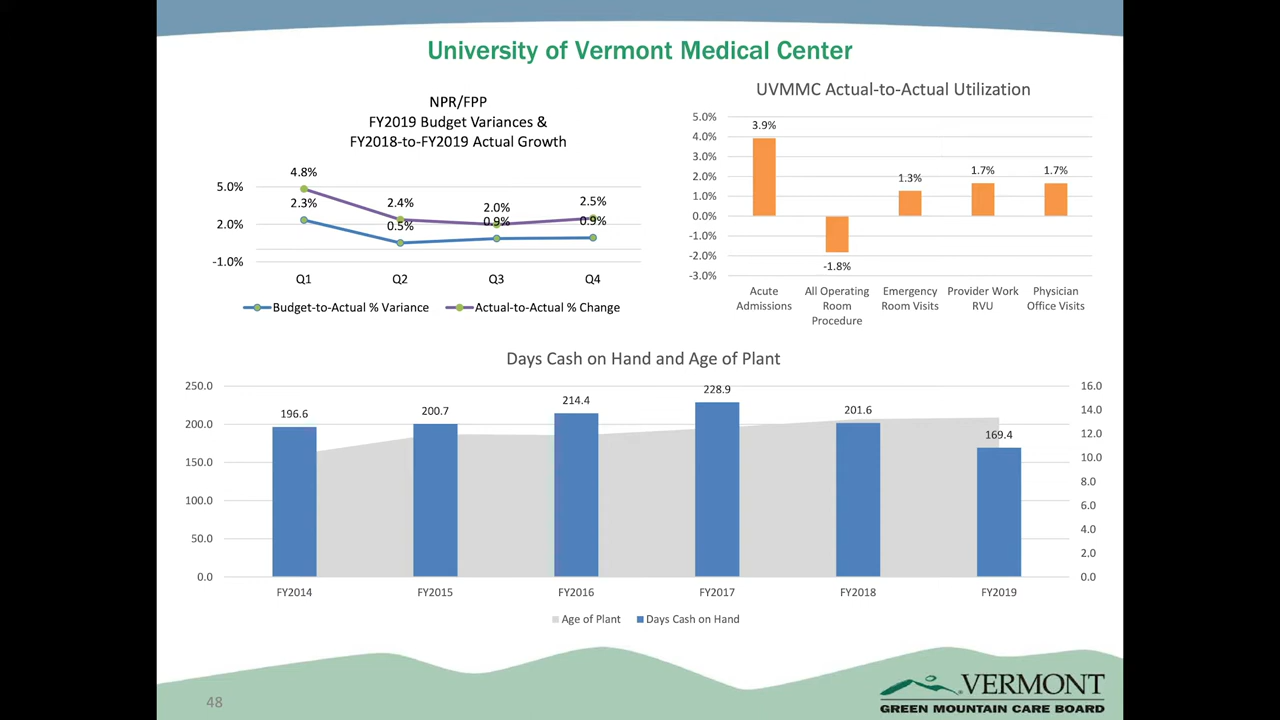 University of Vermont Medical Center
NPR/FPP
FY2019 Budget Variances &
FY2018-to-FY2019 Actual Growth
5.0%
2.0%
-1.0%
4.8%
2.4%
2.0%
2.5%
2.3%
0.5%
0.9%
0.9%
Q1 Q2 Q3 Q4
Budget-to-Actual % Variance Actual-to-Actual % Change
UVMMC Actual-to-Actual Utilization
5.0%
4.0%
3.0%
2.0%
1.0%
0.0%
-1.0%
-2.0%
-3.0%
3.9%
-1.8%
1.3%
1.7%
1.7%
Acute
Admissions
All Operating
Room
Procedure
Emergency
Room Visits
Provider Work
RVU
Physician
Office Visits
Days Cash on Hand and Age of Plant
250.0
200.0
150.0
100.0
50.0
0.0
196.6
200.7
214.4
228.9
201.6
169.4
16.0
14.0
12.0
10.0
8.0
6.0
4.0
2.0
0.0
FY2014 FY2015 FY2016 FY2017 FY2018 FY2019
Age of Plant Days Cash on Hand
48
VERMONT
GREEN MOUNTAIN CARE BOARD